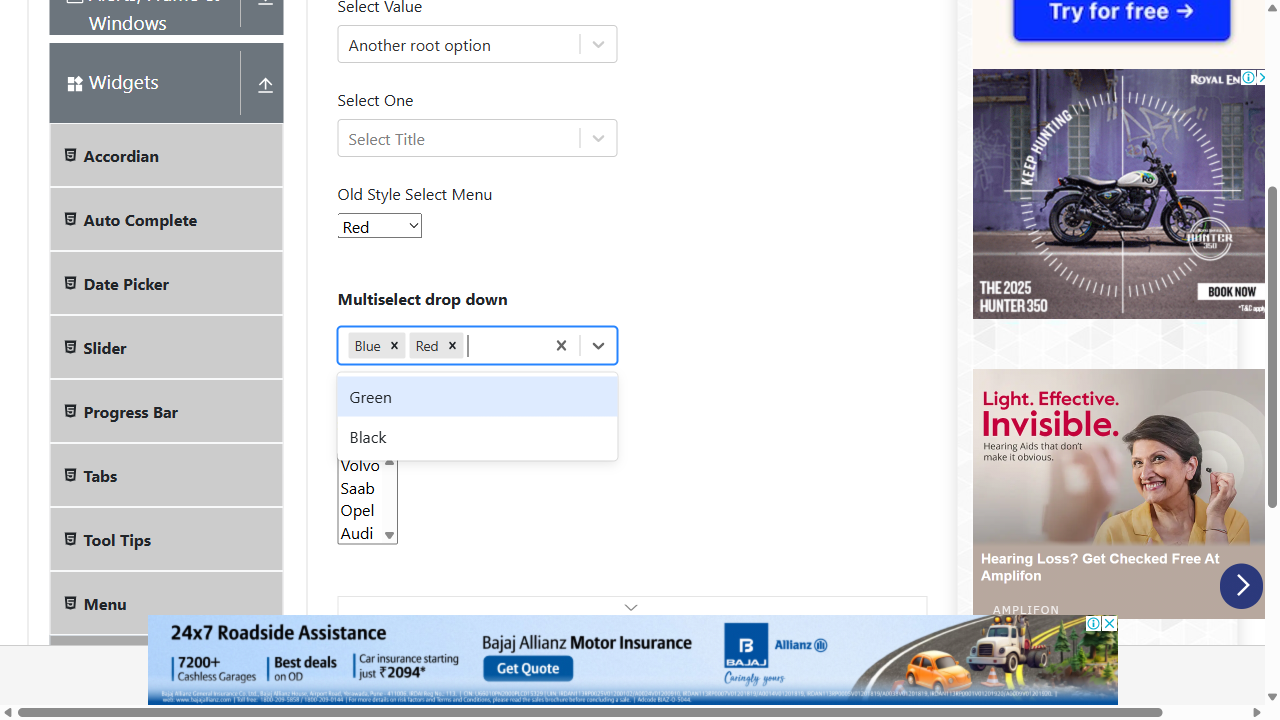 Windows
Widgets
Accordian
Auto Complete
Date Picker
Slider
Progress Bar
Tabs
Tool Tips
Menu
Select Value
Another root option
Select One
Select Title
Old Style Select Menu
Red
Multiselect drop down
Blue
Red
Green
Black
Volvo
Saab
Opel
Audi
Try for free →
ROYAL EN
KEEP HUNTING
HUNTER
350
THE 2025
HUNTER 350
BOOK NOW
*T&C apply
Light. Effective.
Invisible.
Hearing Aids that don't
make it obvious.
Hearing Loss? Get Checked Free At
Amplifon
AMPLIFON
24x7 Roadside Assistance
7200+
Cashless Garages
Best deals
on OD
Car insurance starting
just ₹2094*
Bajaj Allianz Motor Insurance
Get Quote
B
BAJAJ
Allianz
Caringly yours